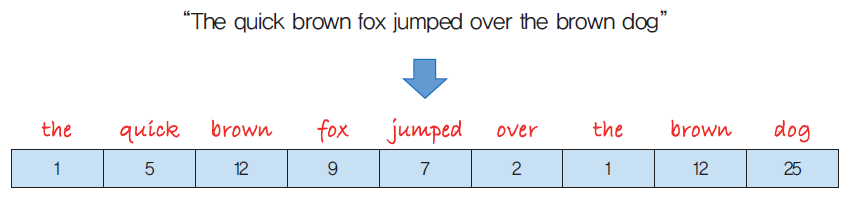 “The quick brown fox jumped over the brown dog”
the quick brown fox jumped over the brown dog
1 5 12 9 7 2 1 12 25